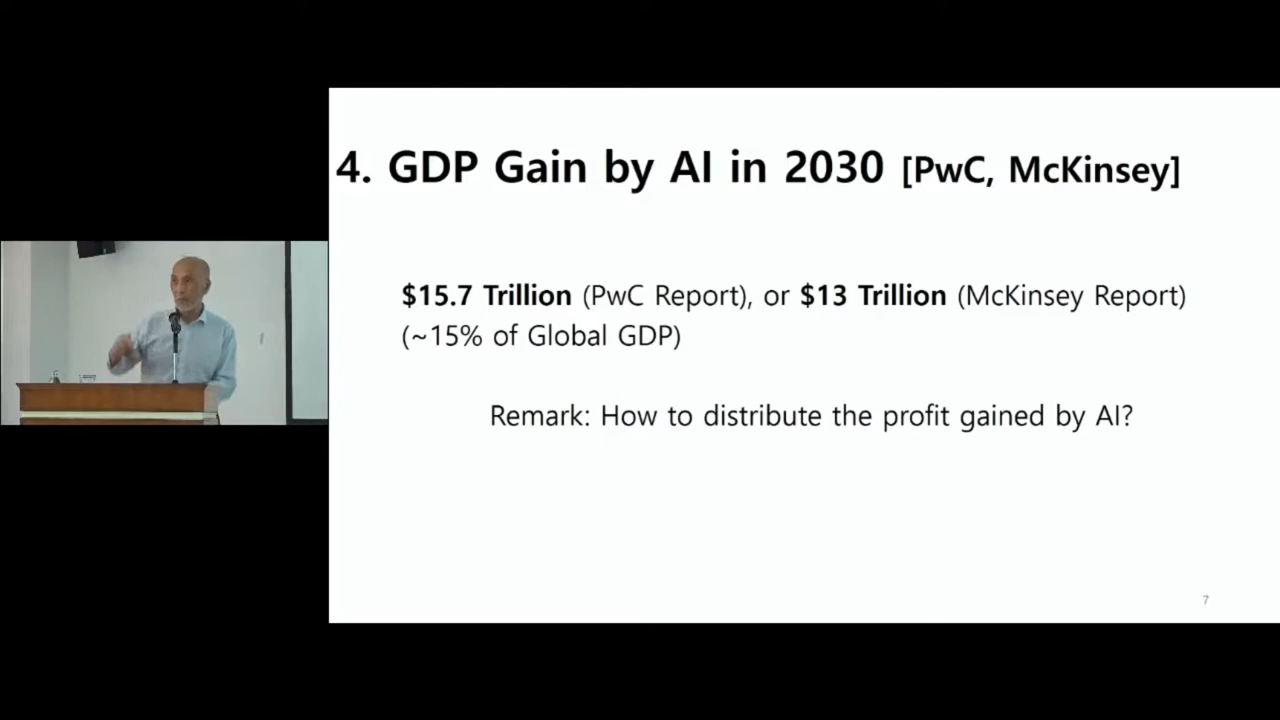 4. GDP Gain by AI in 2030 [PwC, McKinsey]
$15.7 Trillion (PwC Report), or $13 Trillion (McKinsey Report)
(~15% of Global GDP)
Remark: How to distribute the profit gained by AI?
7